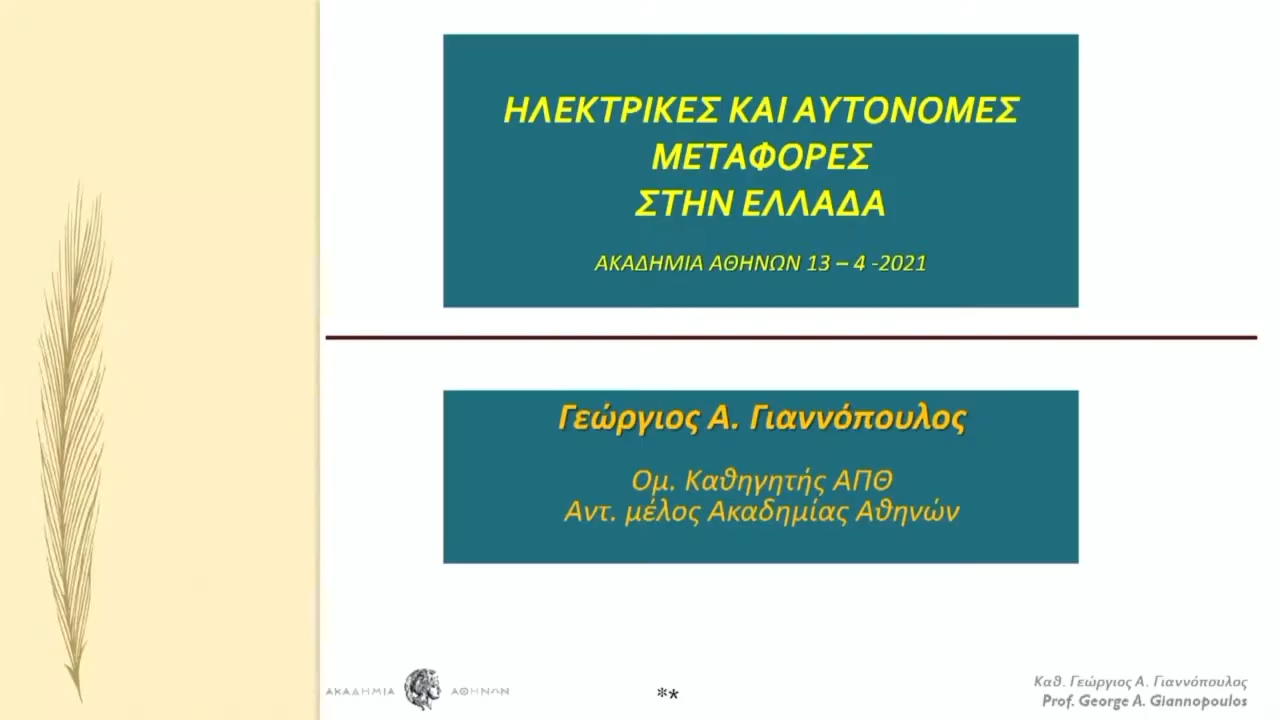 ΗΛΕΚΤΡΙΚΕΣ ΚΑΙ ΑΥΤΟΝΟΜΕΣ
ΜΕΤΑΦΟΡΕΣ
ΣΤΗΝ ΕΛΛΑΔΑ
ΑΚΑΔΗΜΙΑ ΑΘΗΝΩΝ 13 – 4 -2021
Γεώργιος Α. Γιαννόπουλος
Ομ. Καθηγητής ΑΠΘ
Αντ. μέλος Ακαδημίας Αθηνών
ΑΚΑΔΗΜΙΑ ΑΘΗΝΩΝ
**
Καθ. Γεώργιος Α. Γιαννόπουλος
Prof. George A. Giannopoulos